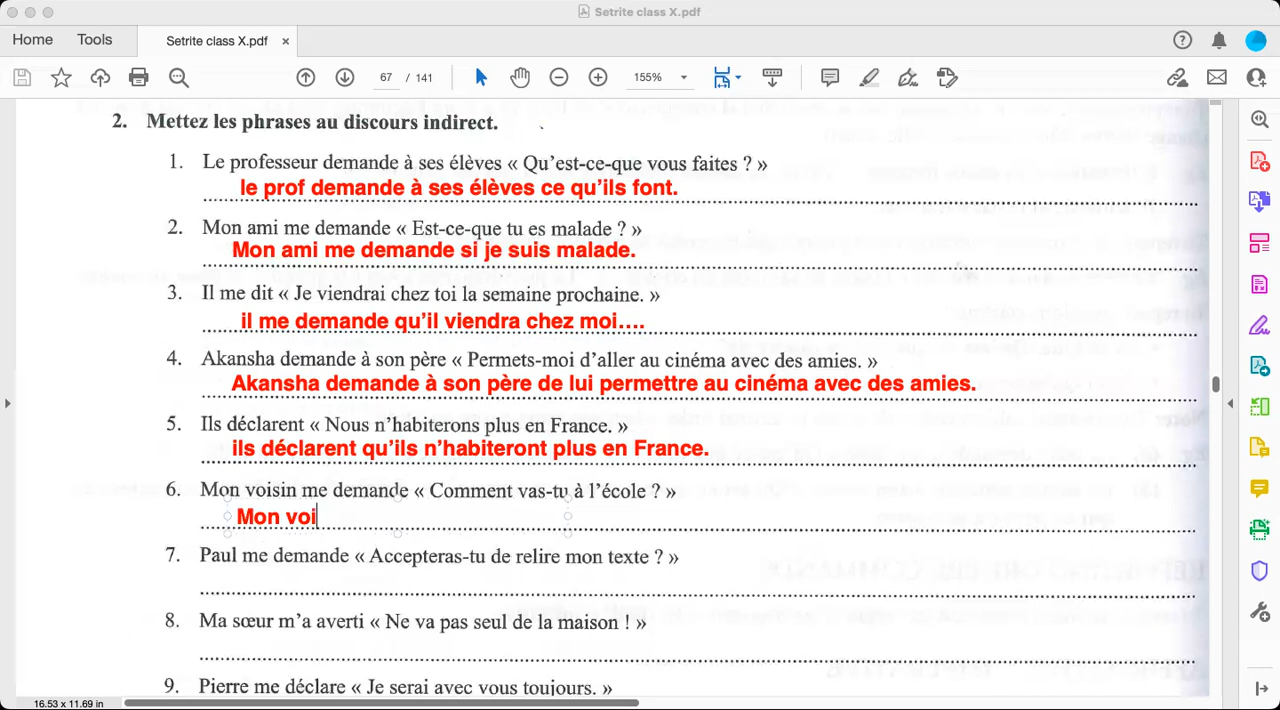 Setrite class X.pdf
Home Tools Setrite class X.pdf ×
67 / 141 155%
2. Mettez les phrases au discours indirect.
1. Le professeur demande à ses élèves « Qu'est-ce-que vous faites ? »
le prof demande à ses élèves ce qu'ils font.
2. Mon ami me demande « Est-ce-que tu es malade ? »
Mon ami me demande si je suis malade.
3. Il me dit « Je viendrai chez toi la semaine prochaine. »
il me demande qu'il viendra chez moi....
4. Akansha demande à son père « Permets-moi d'aller au cinéma avec des amies. »
Akansha demande à son père de lui permettre au cinéma avec des amies.
5. Ils déclarent « Nous n'habiterons plus en France. »
ils déclarent qu'ils n'habiteront plus en France.
6. Mon voisin me demande « Comment vas-tu à l'école ? »
Mon voi
7. Paul me demande « Accepteras-tu de relire mon texte ? »
8. Ma sœur m'a averti « Ne va pas seul de la maison ! »
9. Pierre me déclare « Je serai avec vous toujours. »
16.53 x 11.69 in